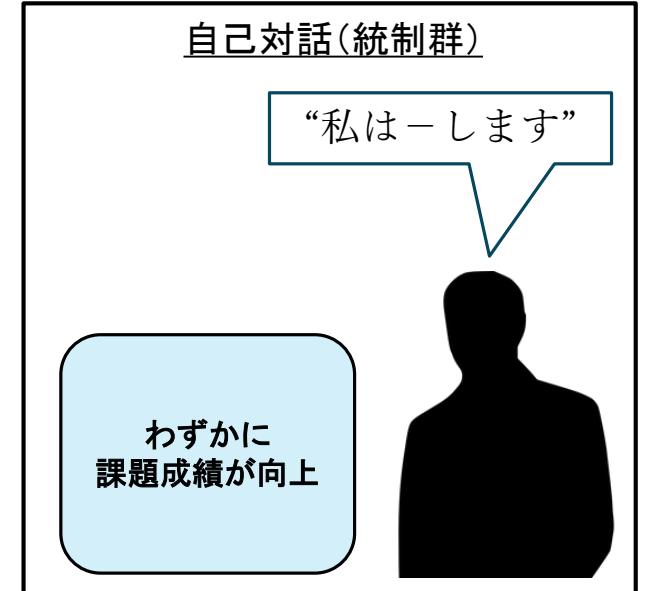 自己対話（統制群）
“私は－します”
わずかに
課題成績が向上